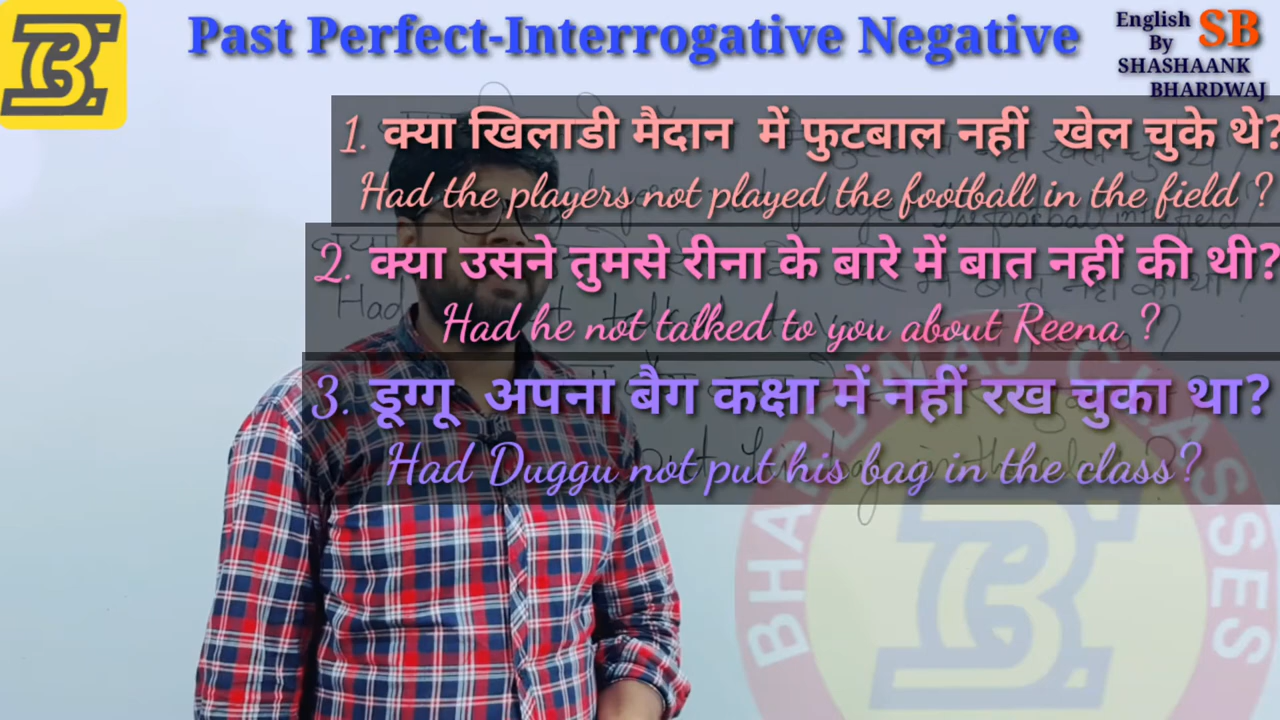 Past Perfect-Interrogative Negative
English SB
By
SHASHAANK
BHARDWAJ
1. क्या खिलाडी मैदान में फुटबाल नहीं खेल चुके थे?
Had the players not played the football in the field ?
2. क्या उसने तुमसे रीना के बारे में बात नहीं की थी?
Had he not talked to you about Reena ?
3. डूग्गू अपना बैग कक्षा में नहीं रख चुका था?
Had Duggu not put his bag in the class?
BHARDWAJ CLASSES